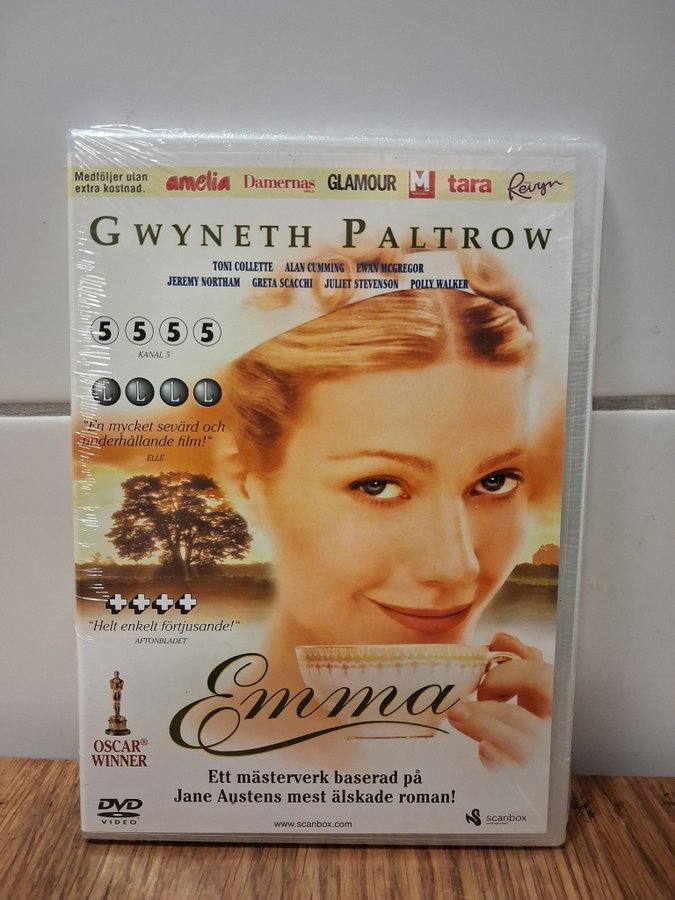 Medföljer utan
extra kostnad.
amelia
Damernas
VÄRLD
GLAMOUR
M
tara
Revyn
GWYNETH PALTROW
TONI COLLETTE ALAN CUMMING EWAN MCGREGOR
JEREMY NORTHAM GRETA SCACCHI JULIET STEVENSON POLLY WALKER
5 5 5 5
KANAL 5
L L L L
"En mycket sevärd och
underhållande film!"
ELLE
"Helt enkelt förtjusande!"
AFTONBLADET
Emma
OSCAR®
WINNER
Ett mästerverk baserad på
Jane Austens mest älskade roman!
DVD
VIDEO
www.scanbox.com
scanbox